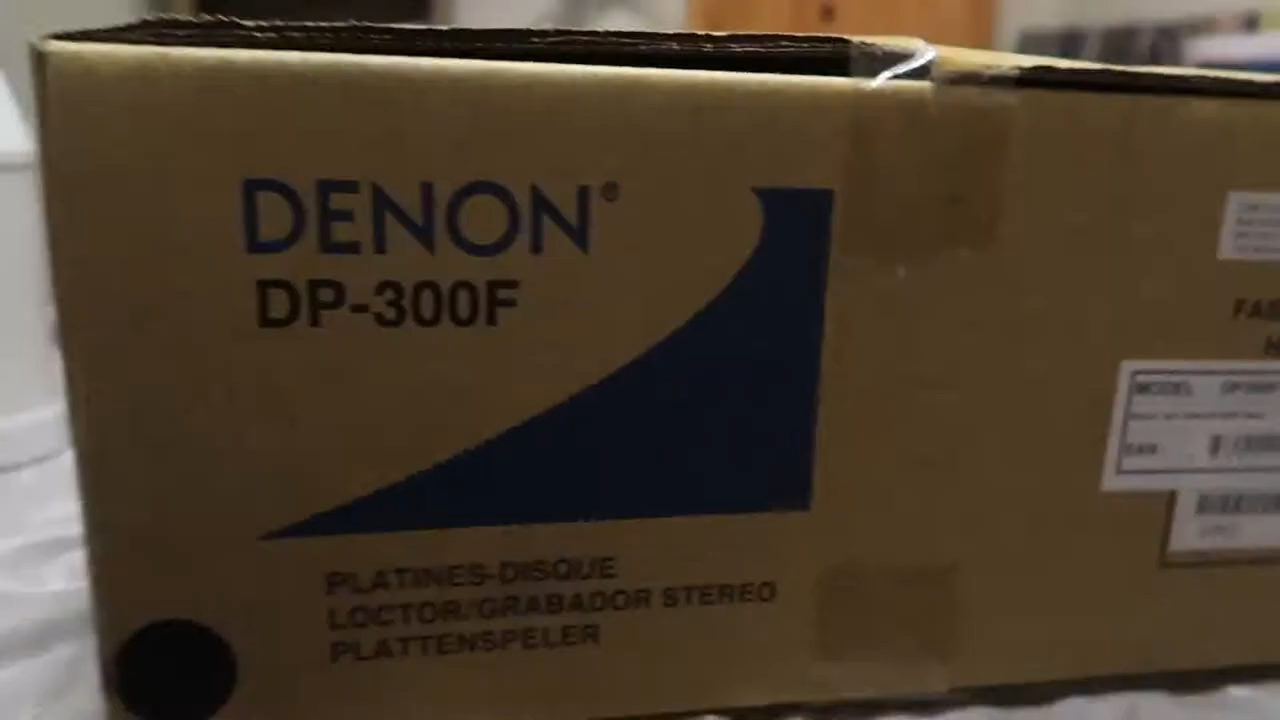 DENON®
DP-300F
PLATINES-DISQUE
LOCTOR/GRABADOR STEREO
PLATTENSPELER
MODEL
EAN